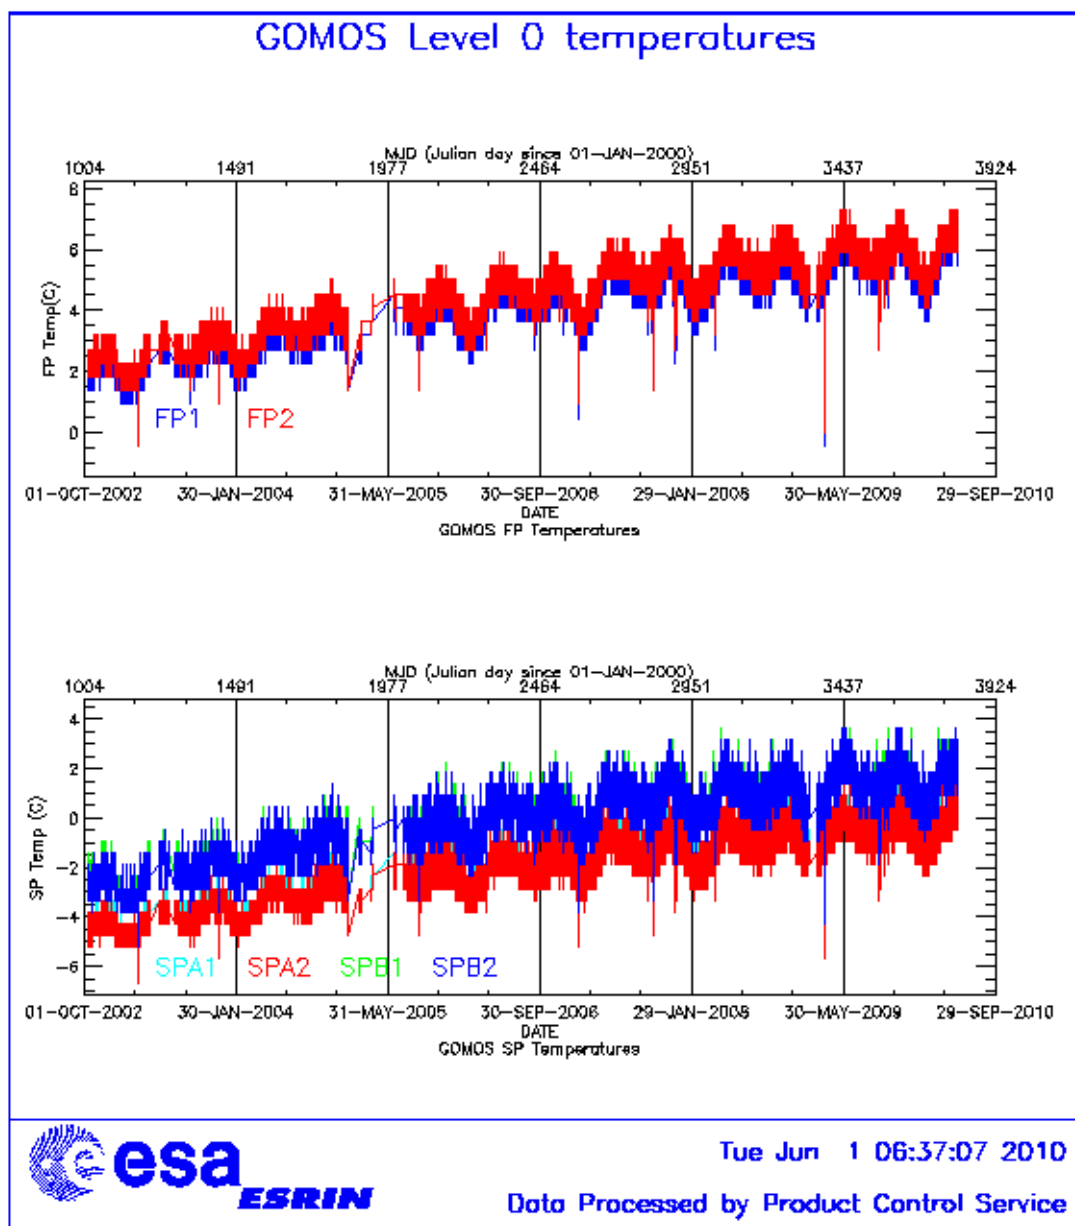 GOMOS Level 0 temperatures
MJD (Julian day since 01-JAN-2000)
1004 1491 1977 2464 2951 3437 3924
8
6
4
2
0
FP Temp(C)
FP1 FP2
01-OCT-2002 30-JAN-2004 31-MAY-2005 30-SEP-2006 29-JAN-2008 30-MAY-2009 29-SEP-2010
DATE
GOMOS FP Temperatures
MJD (Julian day since 01-JAN-2000)
1004 1491 1977 2464 2951 3437 3924
4
2
0
-2
-4
-6
SP Temp (C)
SPA1 SPA2 SPB1 SPB2
01-OCT-2002 30-JAN-2004 31-MAY-2005 30-SEP-2006 29-JAN-2008 30-MAY-2009 29-SEP-2010
DATE
GOMOS SP Temperatures
esa
ESRIN
Tue Jun 1 06:37:07 2010
Data Processed by Product Control Service